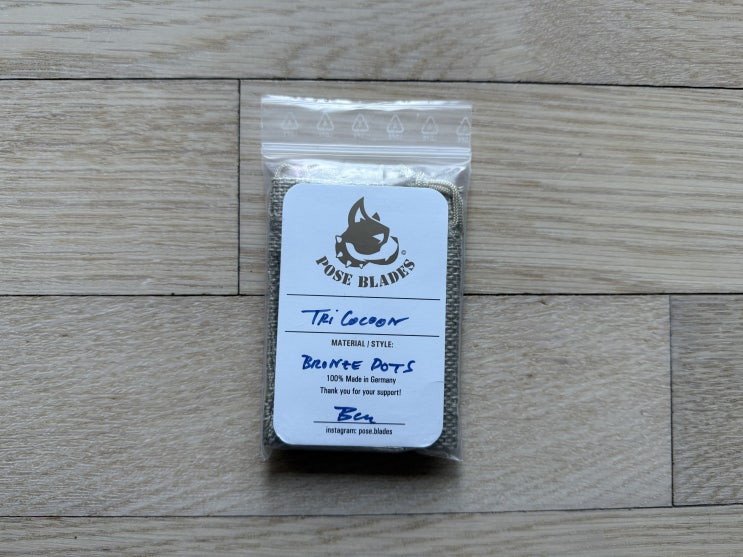 ©
POSE BLADES
TRI COCOON
MATERIAL / STYLE:
BRONZE DOTS
100% Made in Germany
Thank you for your support!
Ben
instagram: pose.blades